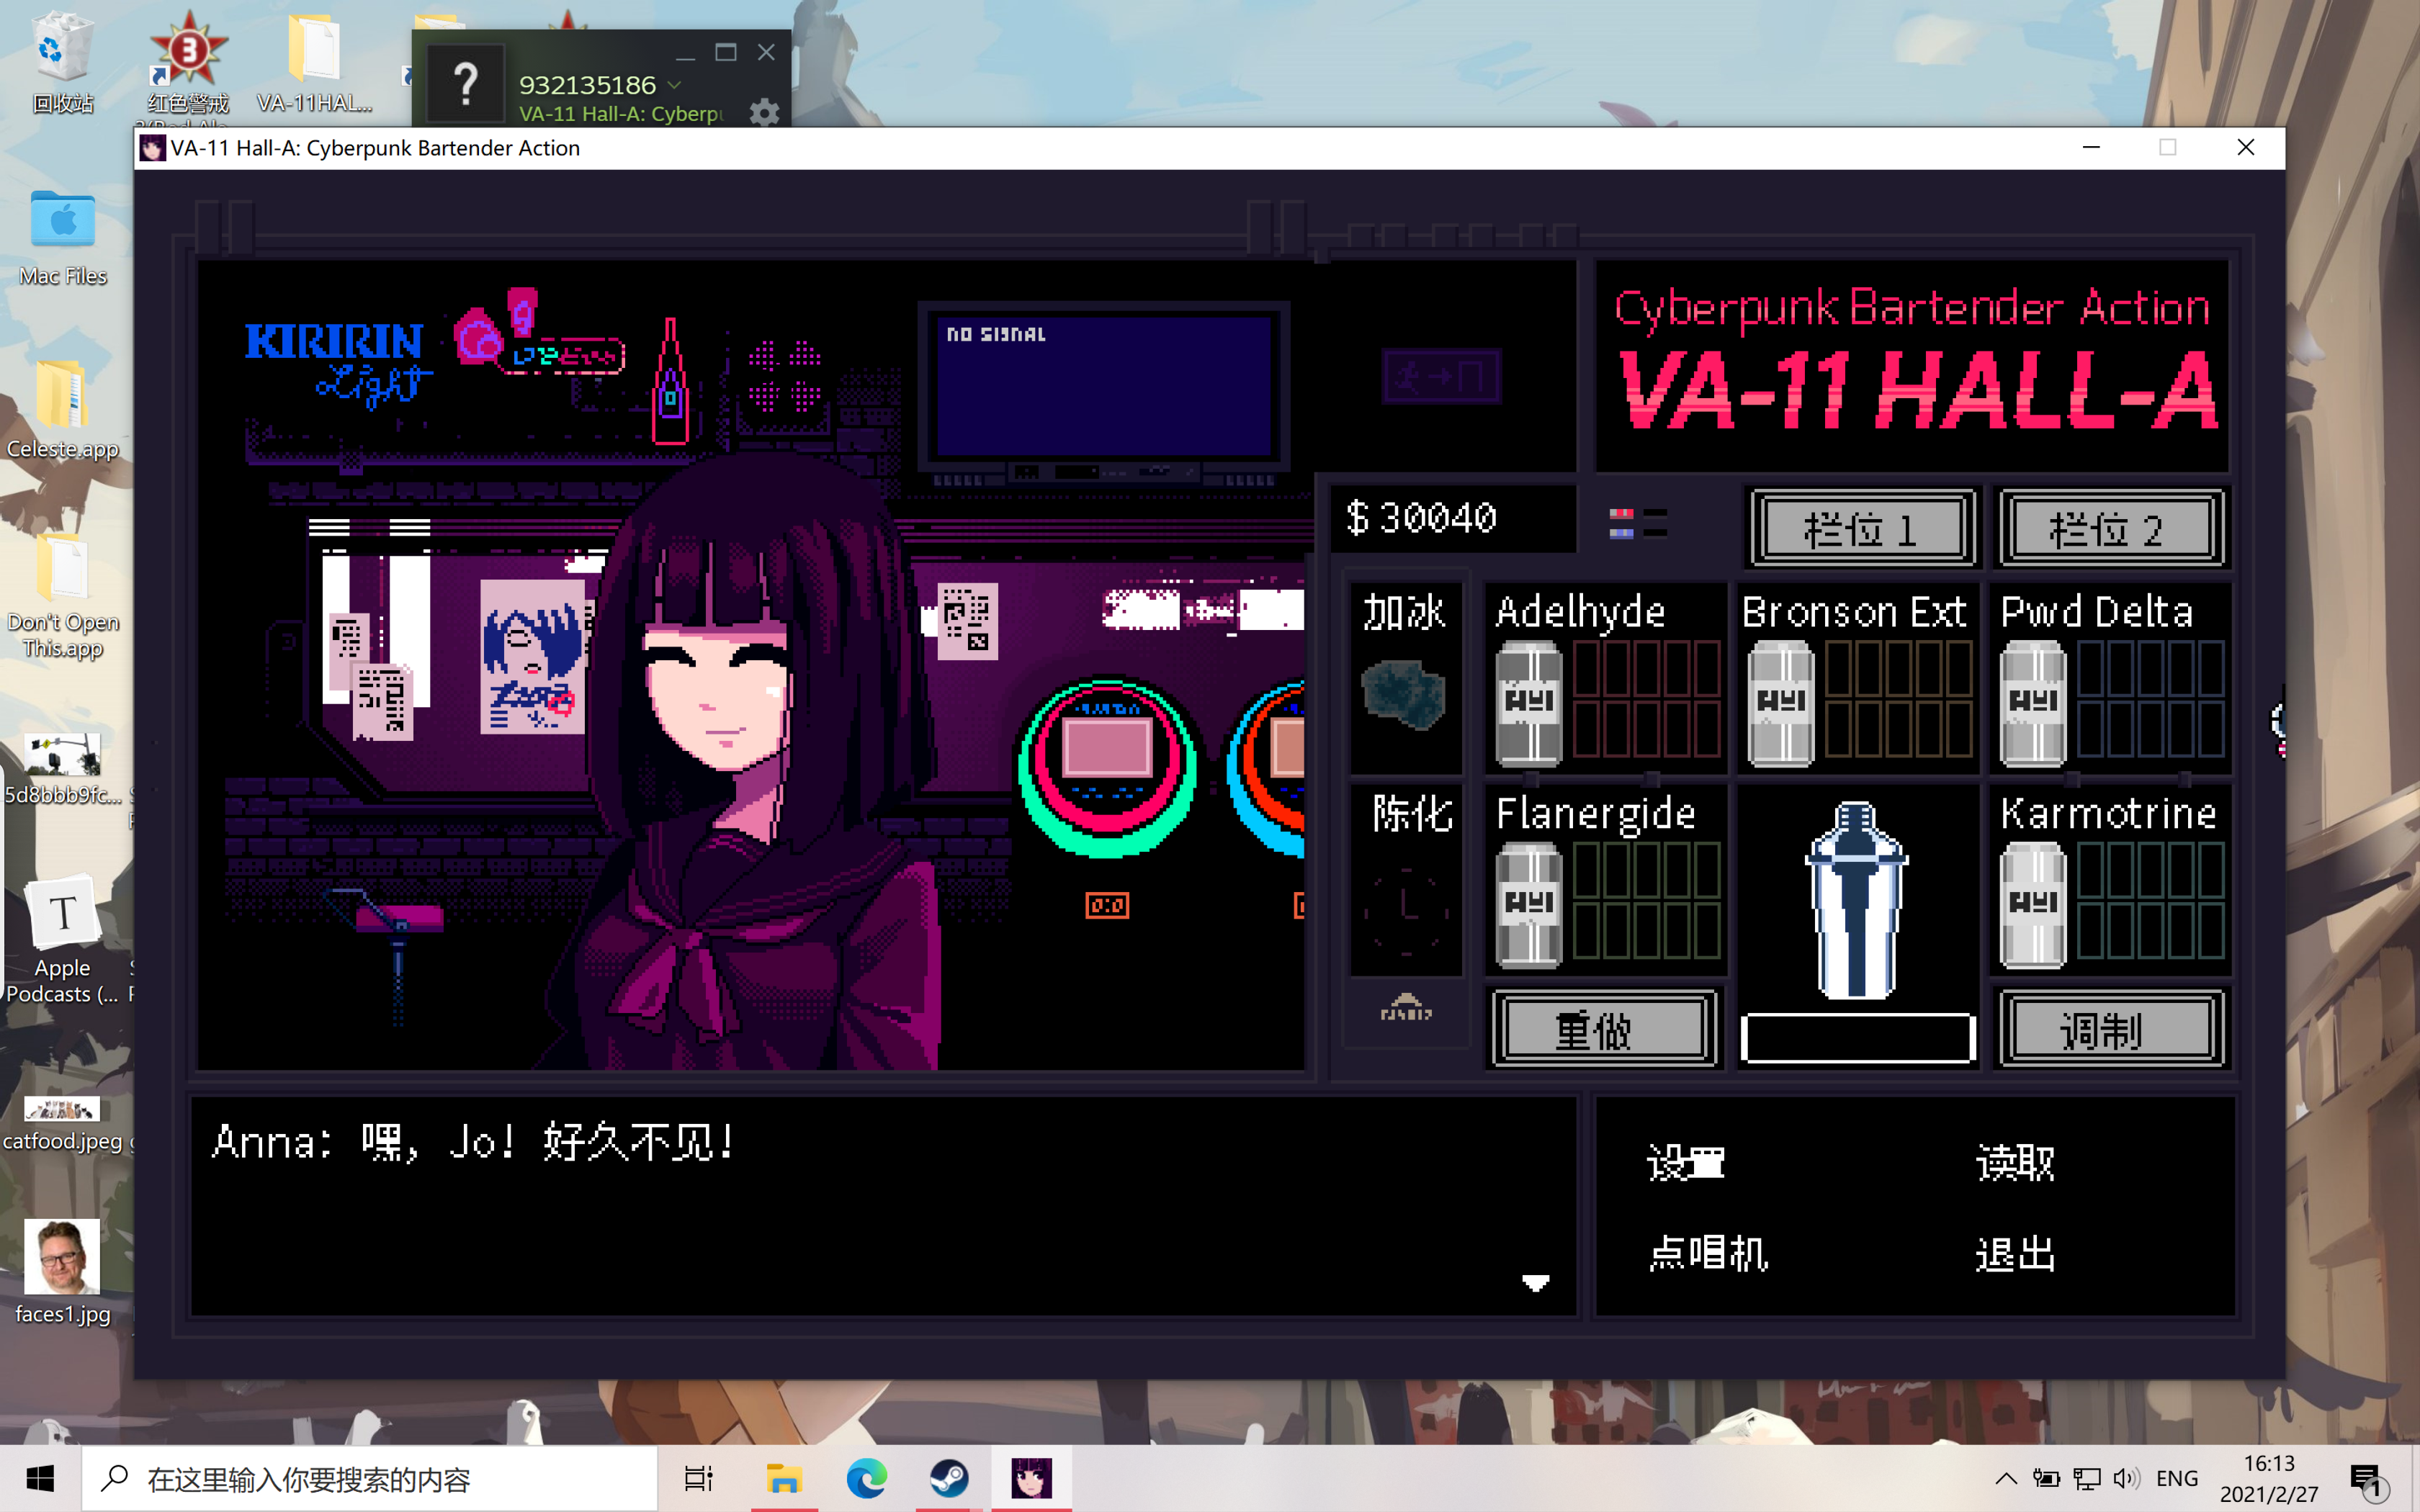 回收站
红色警戒
VA-11HAL...
932135186
VA-11 Hall-A: Cyberpu
VA-11 Hall-A: Cyberpunk Bartender Action
Mac Files
Celeste.app
Don't Open
This.app
5d8bbb9fc...
Apple
Podcasts (...
catfood.jpeg
faces1.jpg
KIRIRIN
Light
NO SIGNAL
Cyberpunk Bartender Action
VA-11 HALL-A
$ 30040
栏位 1
栏位 2
加冰
Adelhyde
Bronson Ext
Pwd Delta
陈化
Flanergide
Karmotrine
重做
调制
0:0
Anna: 嘿, Jo! 好久不见!
设置
读取
点唱机
退出
在这里输入你要搜索的内容
ENG
16:13
2021/2/27
1